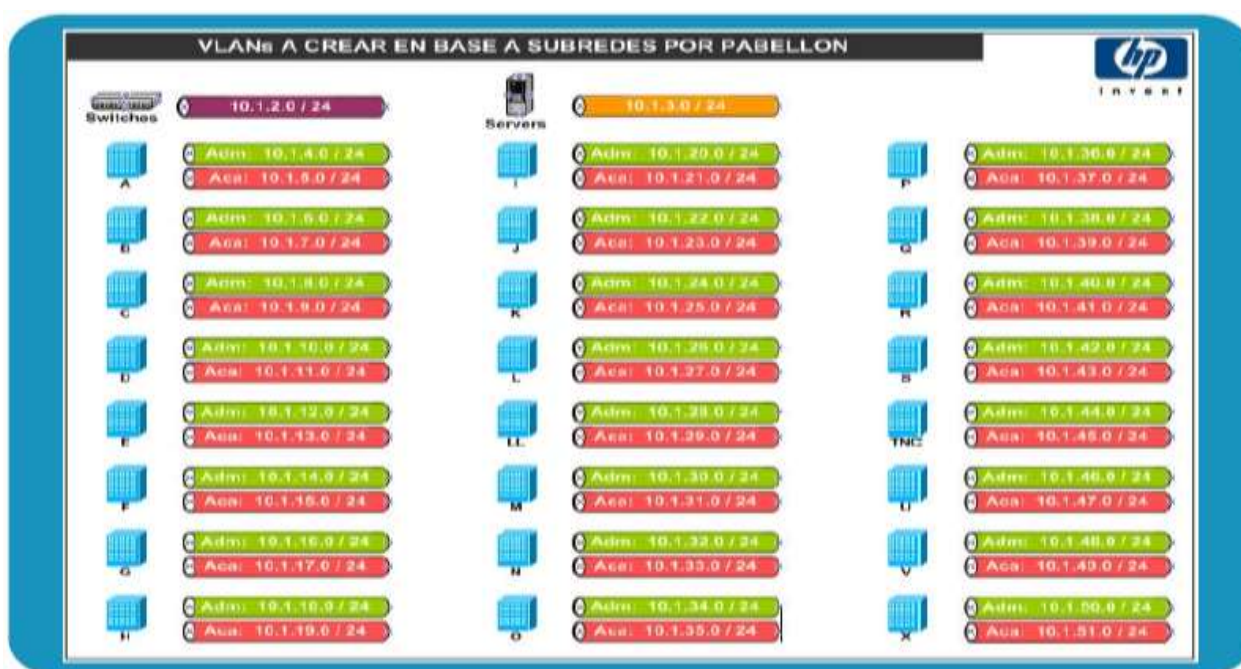 VLANs A CREAR EN BASE A SUBREDES POR PABELLON
hp
invent
Switches
10.1.2.0 / 24
Servers
10.1.3.0 / 24
A
Adm: 10.1.4.0 / 24
Aca: 10.1.5.0 / 24
B
Adm: 10.1.6.0 / 24
Aca: 10.1.7.0 / 24
C
Adm: 10.1.8.0 / 24
Aca: 10.1.9.0 / 24
D
Adm: 10.1.10.0 / 24
Aca: 10.1.11.0 / 24
E
Adm: 10.1.12.0 / 24
Aca: 10.1.13.0 / 24
F
Adm: 10.1.14.0 / 24
Aca: 10.1.15.0 / 24
G
Adm: 10.1.16.0 / 24
Aca: 10.1.17.0 / 24
H
Adm: 10.1.18.0 / 24
Aca: 10.1.19.0 / 24
I
Adm: 10.1.20.0 / 24
Aca: 10.1.21.0 / 24
J
Adm: 10.1.22.0 / 24
Aca: 10.1.23.0 / 24
K
Adm: 10.1.24.0 / 24
Aca: 10.1.25.0 / 24
L
Adm: 10.1.26.0 / 24
Aca: 10.1.27.0 / 24
LL
Adm: 10.1.28.0 / 24
Aca: 10.1.29.0 / 24
M
Adm: 10.1.30.0 / 24
Aca: 10.1.31.0 / 24
N
Adm: 10.1.32.0 / 24
Aca: 10.1.33.0 / 24
O
Adm: 10.1.34.0 / 24
Aca: 10.1.35.0 / 24
P
Adm: 10.1.36.0 / 24
Aca: 10.1.37.0 / 24
Q
Adm: 10.1.38.0 / 24
Aca: 10.1.39.0 / 24
R
Adm: 10.1.40.0 / 24
Aca: 10.1.41.0 / 24
S
Adm: 10.1.42.0 / 24
Aca: 10.1.43.0 / 24
TNC
Adm: 10.1.44.0 / 24
Aca: 10.1.45.0 / 24
U
Adm: 10.1.46.0 / 24
Aca: 10.1.47.0 / 24
V
Adm: 10.1.48.0 / 24
Aca: 10.1.49.0 / 24
X
Adm: 10.1.50.0 / 24
Aca: 10.1.51.0 / 24